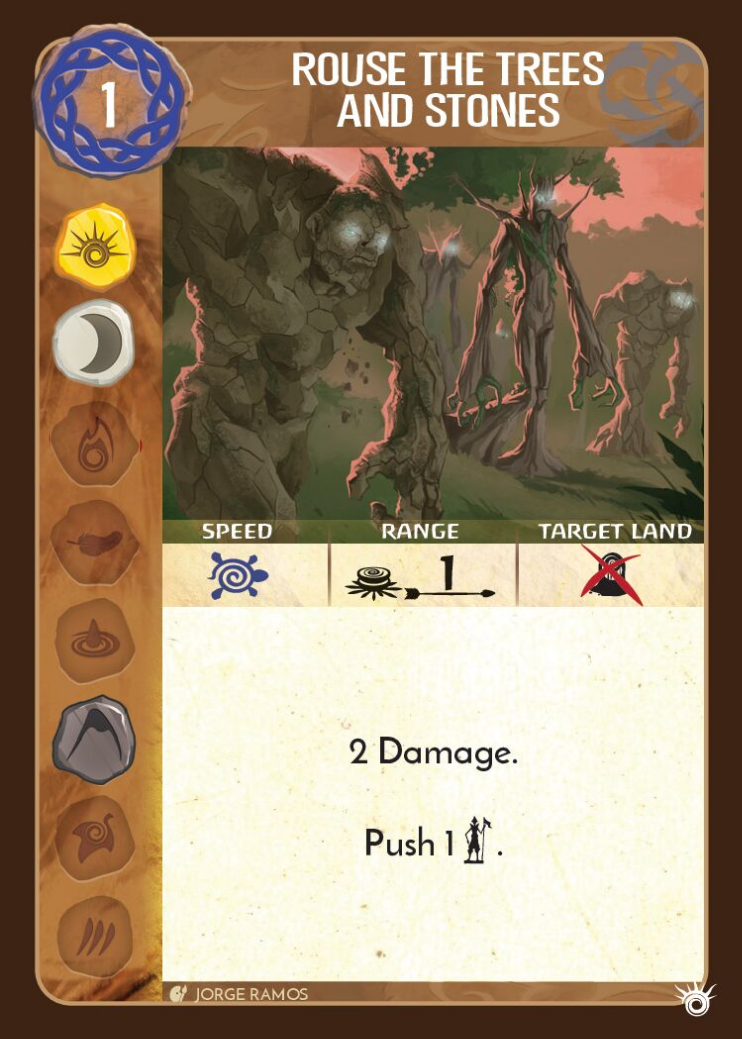 1
ROUSE THE TREES
AND STONES
SPEED RANGE TARGET LAND
1
2 Damage.
Push 1 .
JORGE RAMOS